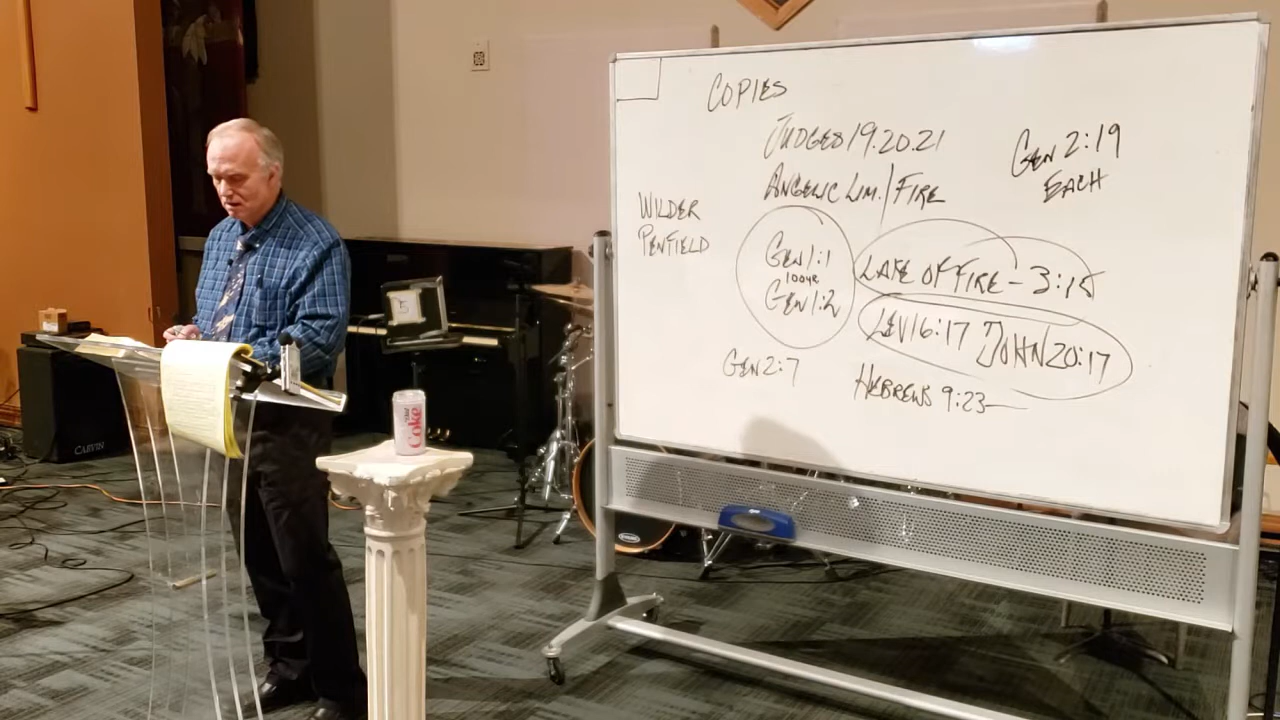 COPIES
JUDGES 19.20.21
GEN 2:19
EACH
ANGELIC LIM. / FIRE
WILDER
PENFIELD
GEN 1:1
100YR
GEN 1:2
LAKE OF FIRE - 3:15
LEV 16:17 JOHN 20:17
GEN 2:7
HEBREWS 9:23
5
Coke
CARVIN